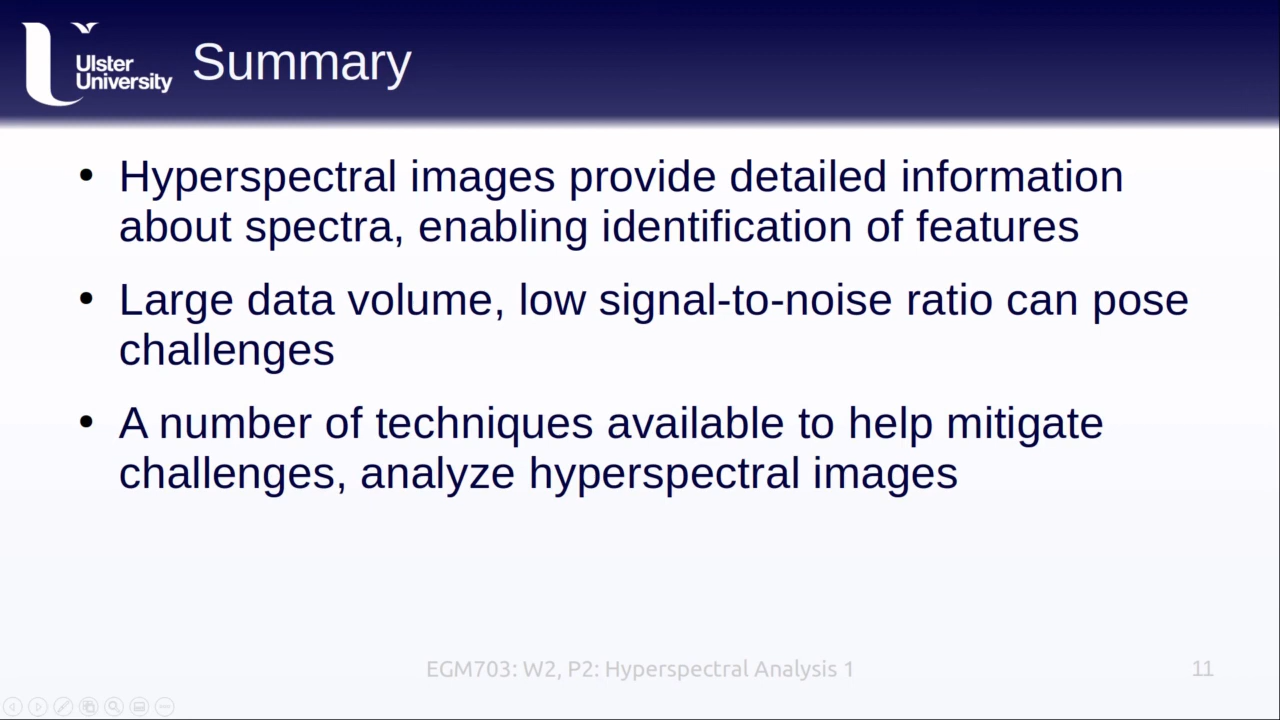 Ulster
University
Summary
• Hyperspectral images provide detailed information
about spectra, enabling identification of features
• Large data volume, low signal-to-noise ratio can pose
challenges
• A number of techniques available to help mitigate
challenges, analyze hyperspectral images
EGM703: W2, P2: Hyperspectral Analysis 1
11